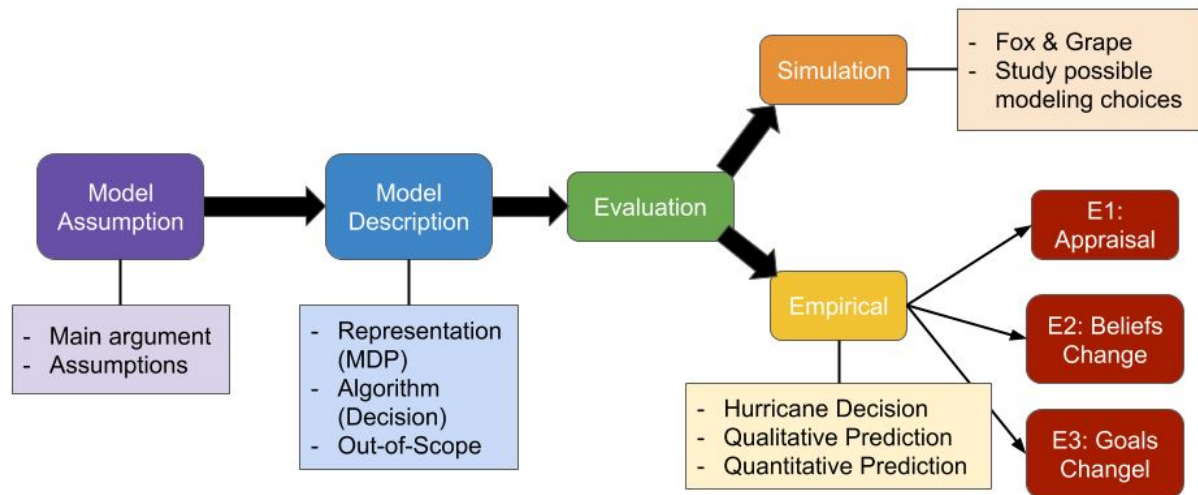 Model
Assumption
- Main argument
- Assumptions
Model
Description
- Representation
(MDP)
- Algorithm
(Decision)
- Out-of-Scope
Evaluation
Simulation
- Fox & Grape
- Study possible
modeling choices
Empirical
- Hurricane Decision
- Qualitative Prediction
- Quantitative Prediction
E1:
Appraisal
E2: Beliefs
Change
E3: Goals
Changel